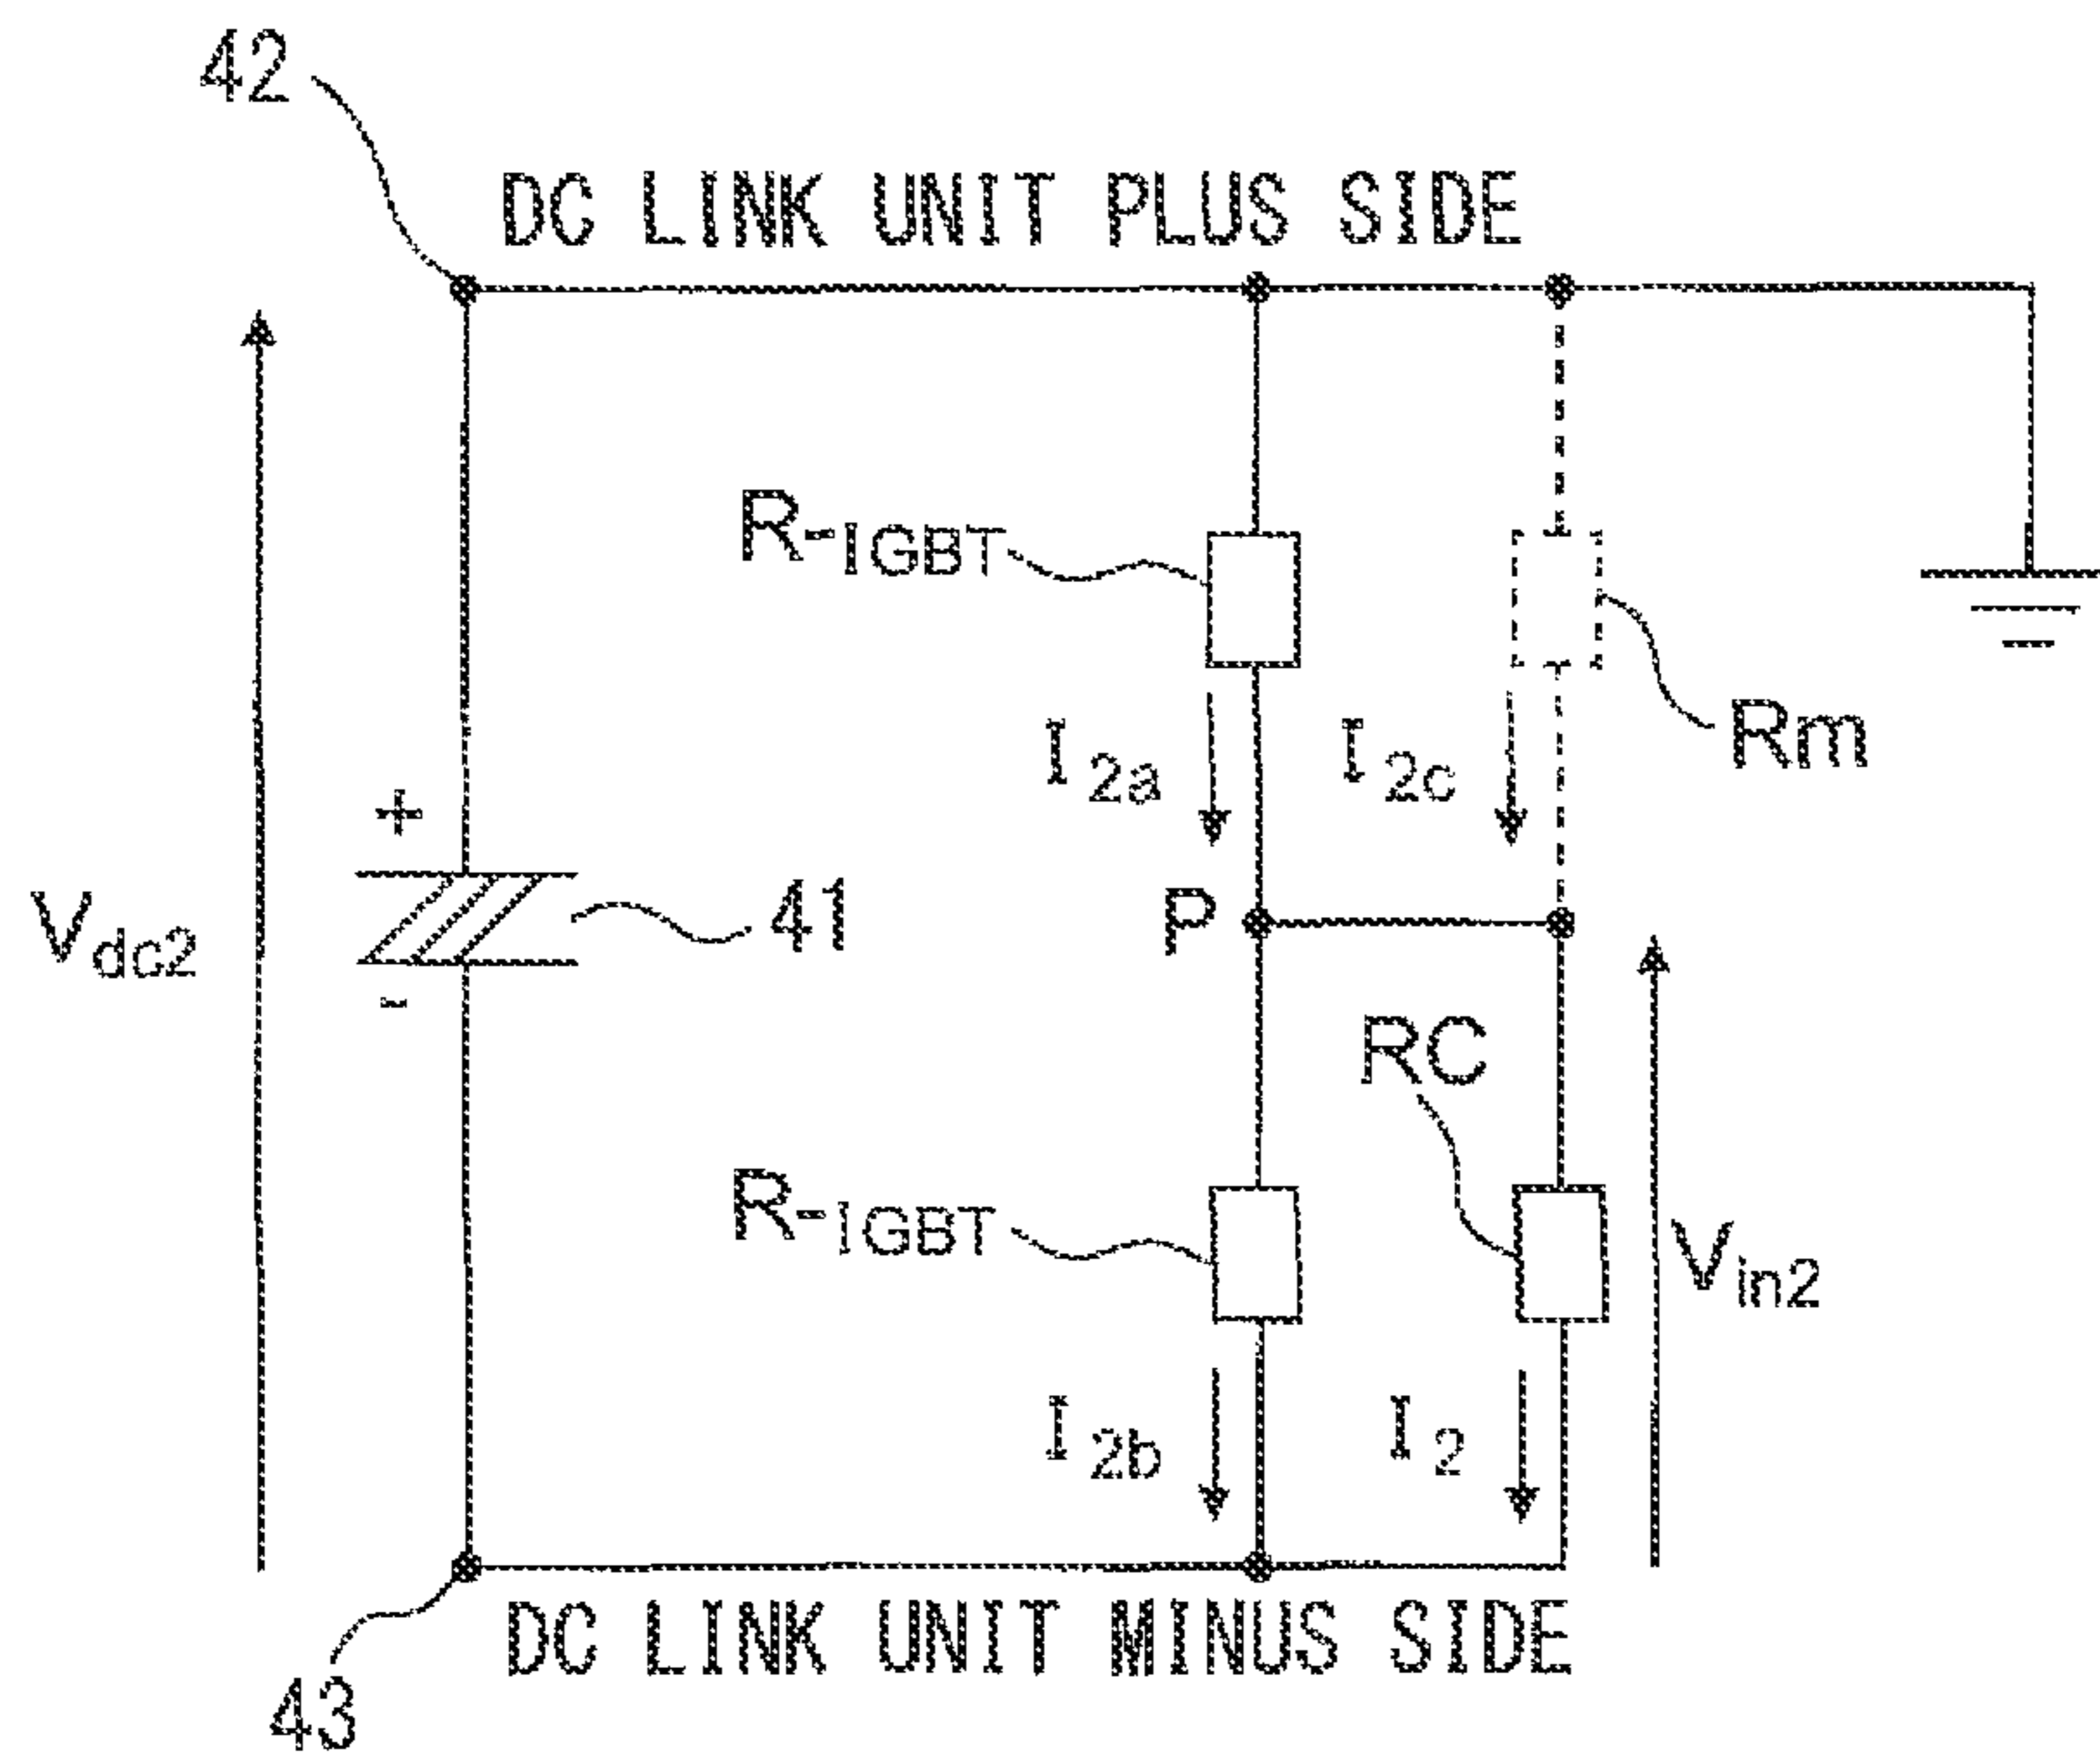 42
DC LINK UNIT PLUS SIDE
R-IGBT
Rm
I2a
I2c
+
Vdc2
41
P
-
RC
R-IGBT
Vin2
I2b
I2
DC LINK UNIT MINUS SIDE
43